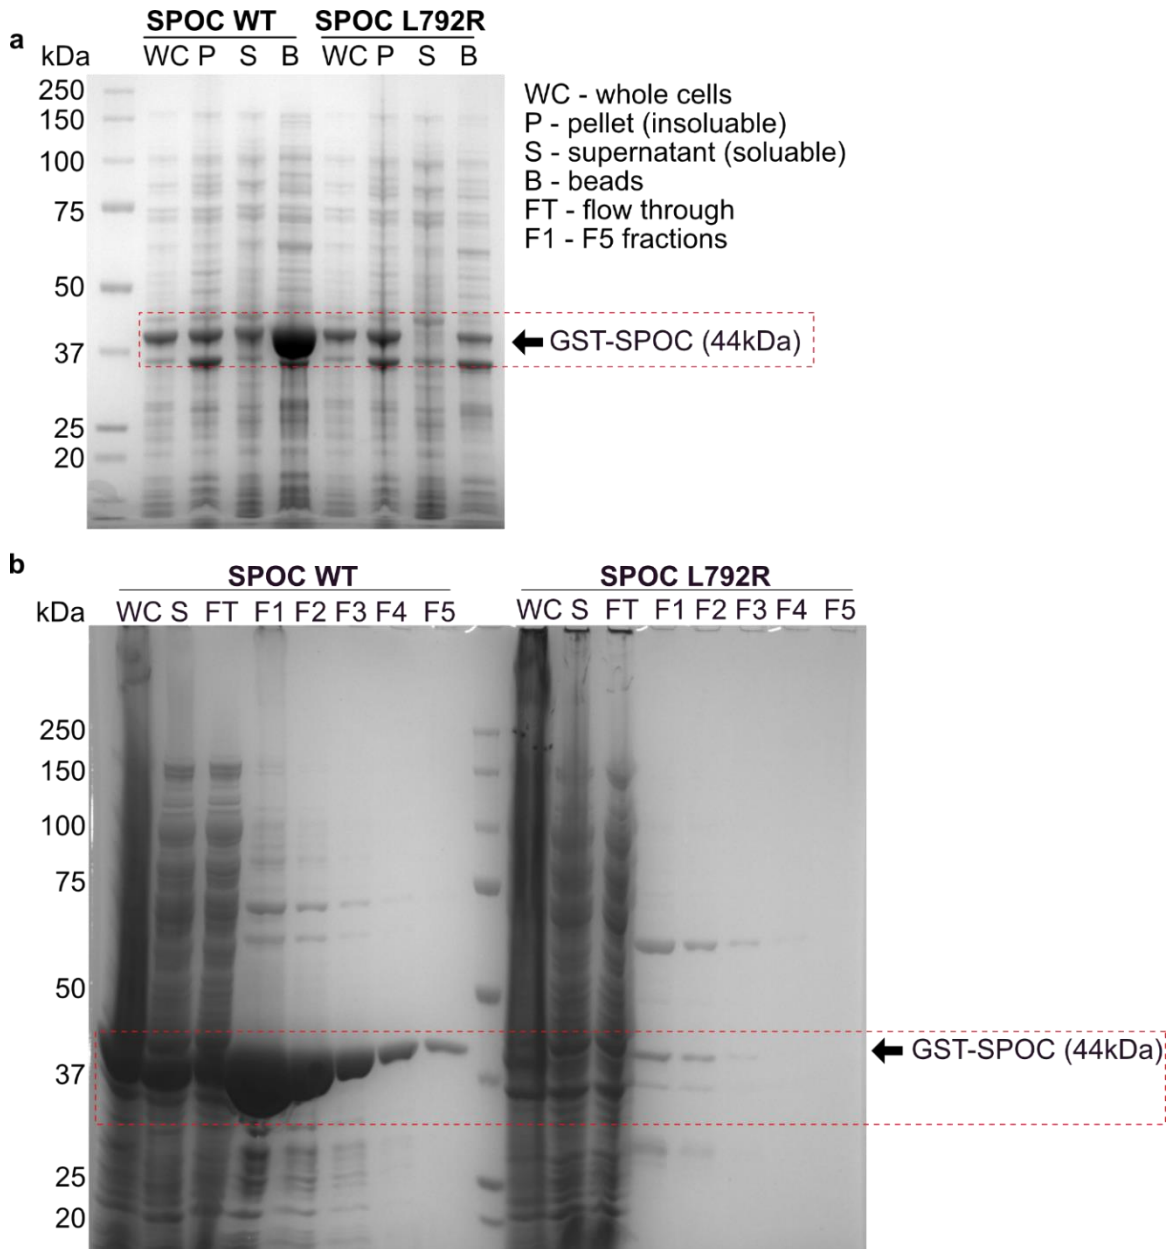 a
SPOC WT SPOC L792R
kDa WC P S B WC P S B
250
150
100
75
50
37
25
20
WC - whole cells
P - pellet (insoluable)
S - supernatant (soluable)
B - beads
FT - flow through
F1 - F5 fractions
GST-SPOC (44kDa)
b
SPOC WT SPOC L792R
kDa WC S FT F1 F2 F3 F4 F5 WC S FT F1 F2 F3 F4 F5
250
150
100
75
50
37
25
20
GST-SPOC (44kDa)